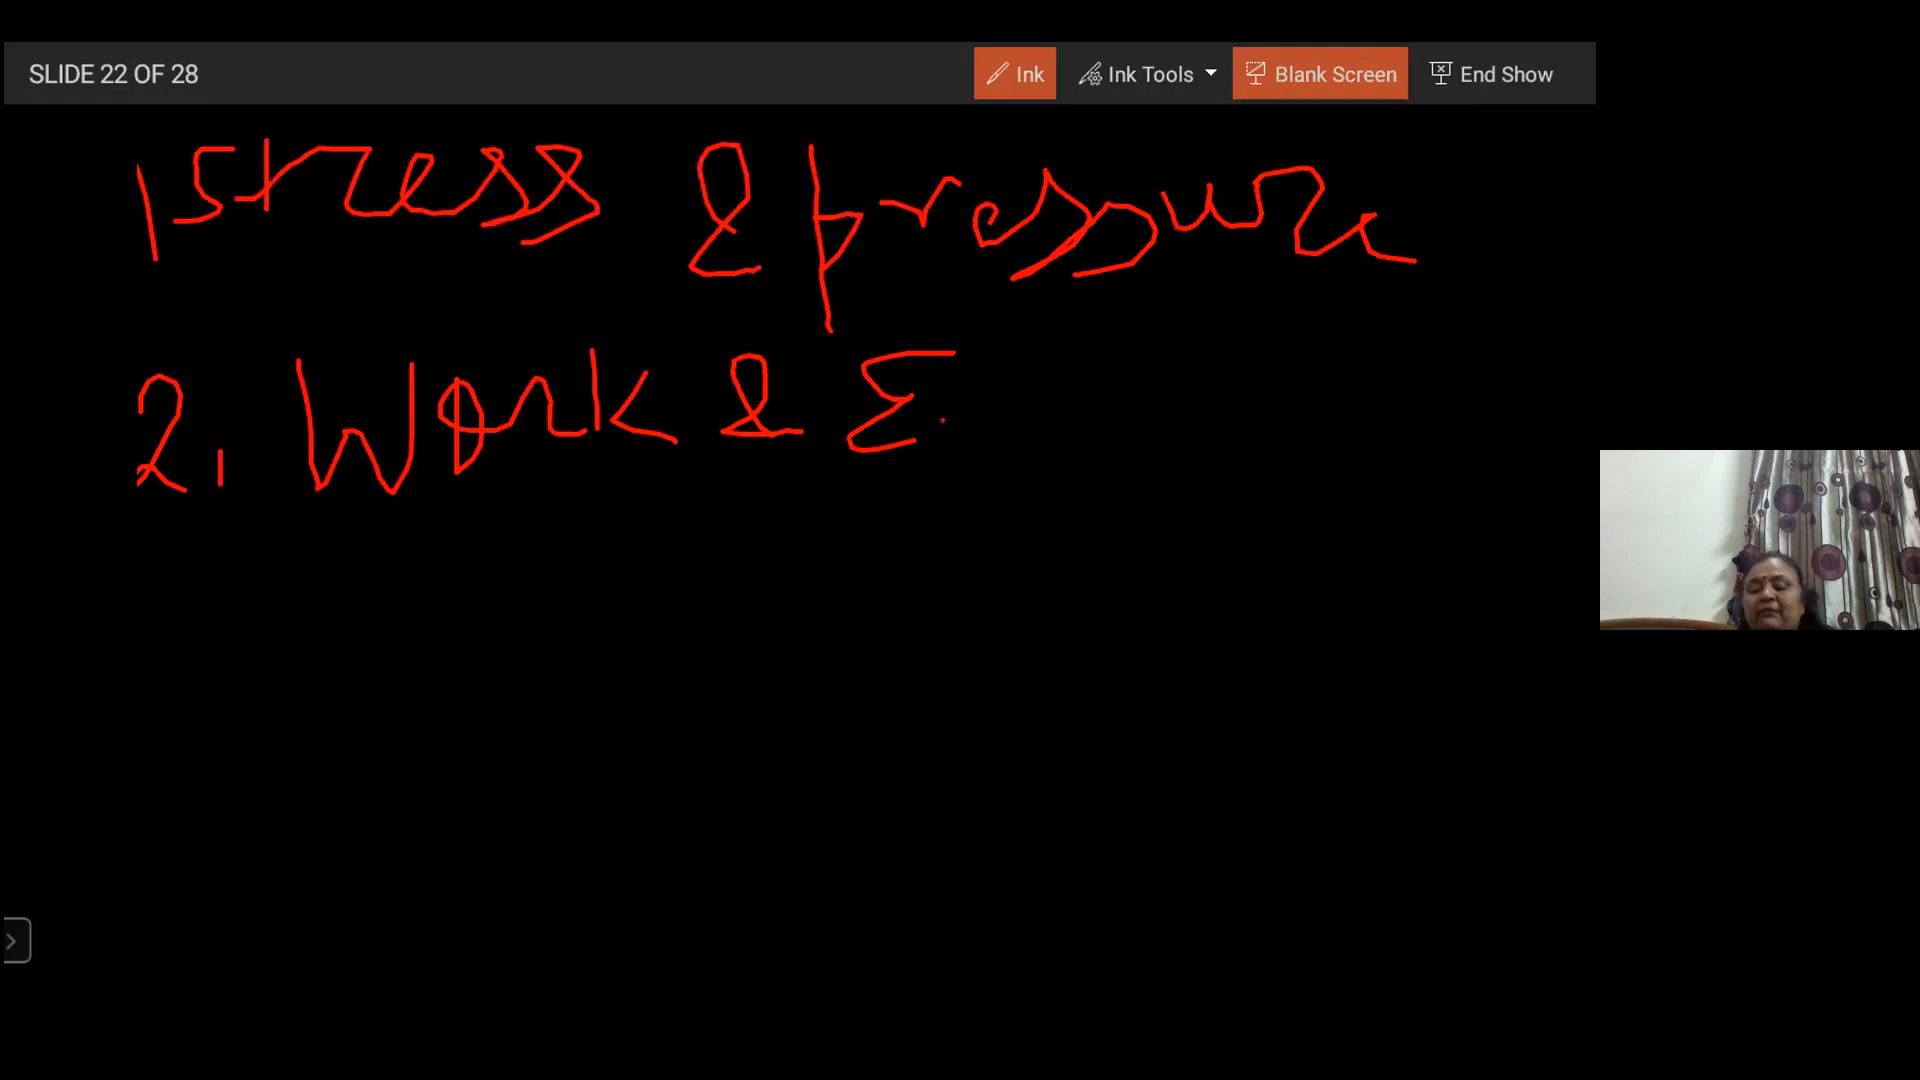 SLIDE 22 OF 28
Ink
Ink Tools
Blank Screen
End Show
1 Stress & pressure
2. Work & E.